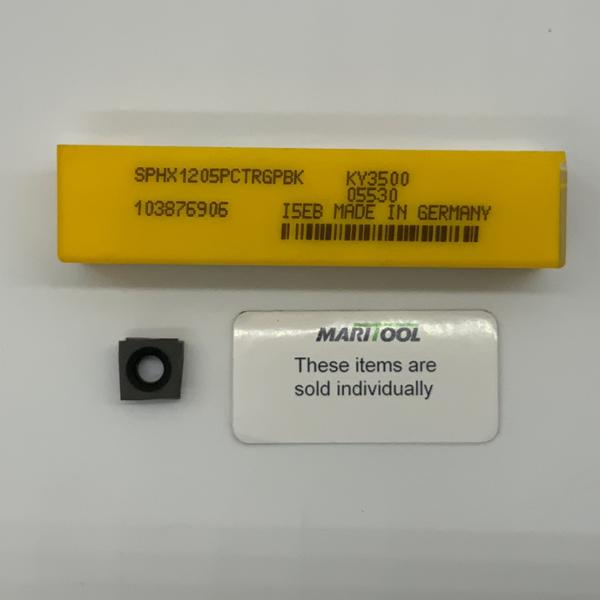 SPHX1205PCTRGPBK KY3500
05530
103876906 I5EB MADE IN GERMANY
MARITOOL
These items are
sold individually